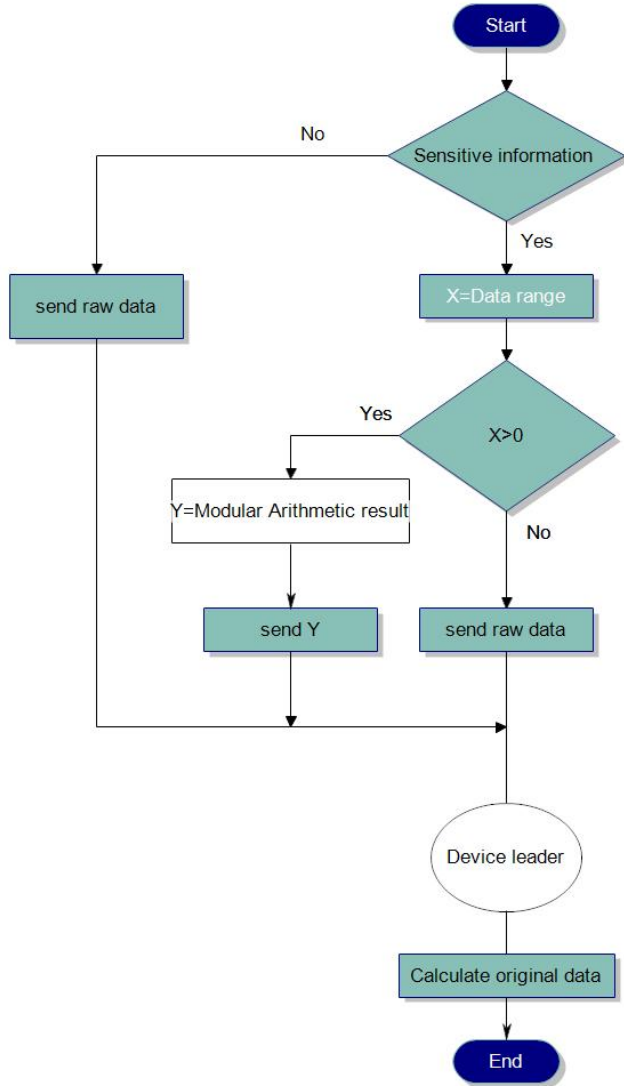 Start
Sensitive information
No
Yes
send raw data
X=Data range
X>0
Yes
No
Y=Modular Arithmetic result
send Y
send raw data
Device leader
Calculate original data
End